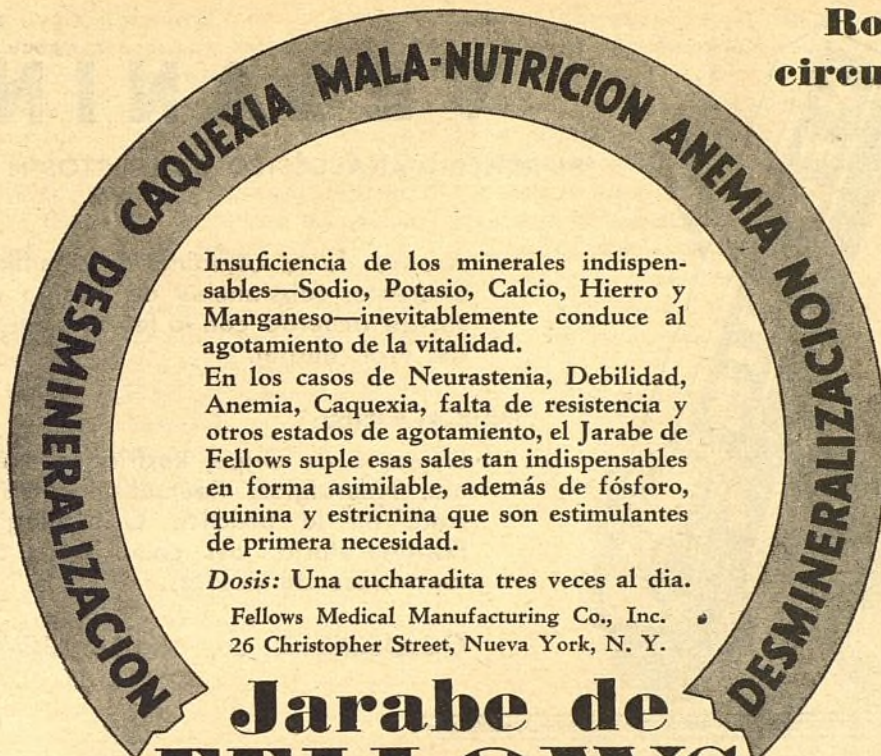 Ro
circu
DESMINERALIZACION CAQUEXIA MALA-NUTRICION ANEMIA DESMINERALIZACION
Insuficiencia de los minerales indispen-
sables—Sodio, Potasio, Calcio, Hierro y
Manganeso—inevitablemente conduce al
agotamiento de la vitalidad.
En los casos de Neurastenia, Debilidad,
Anemia, Caquexia, falta de resistencia y
otros estados de agotamiento, el Jarabe de
Fellows suple esas sales tan indispensables
en forma asimilable, además de fósforo,
quinina y estricnina que son estimulantes
de primera necesidad.
Dosis: Una cucharadita tres veces al dia.
Fellows Medical Manufacturing Co., Inc.
26 Christopher Street, Nueva York, N. Y.
Jarabe de
FELLOWS